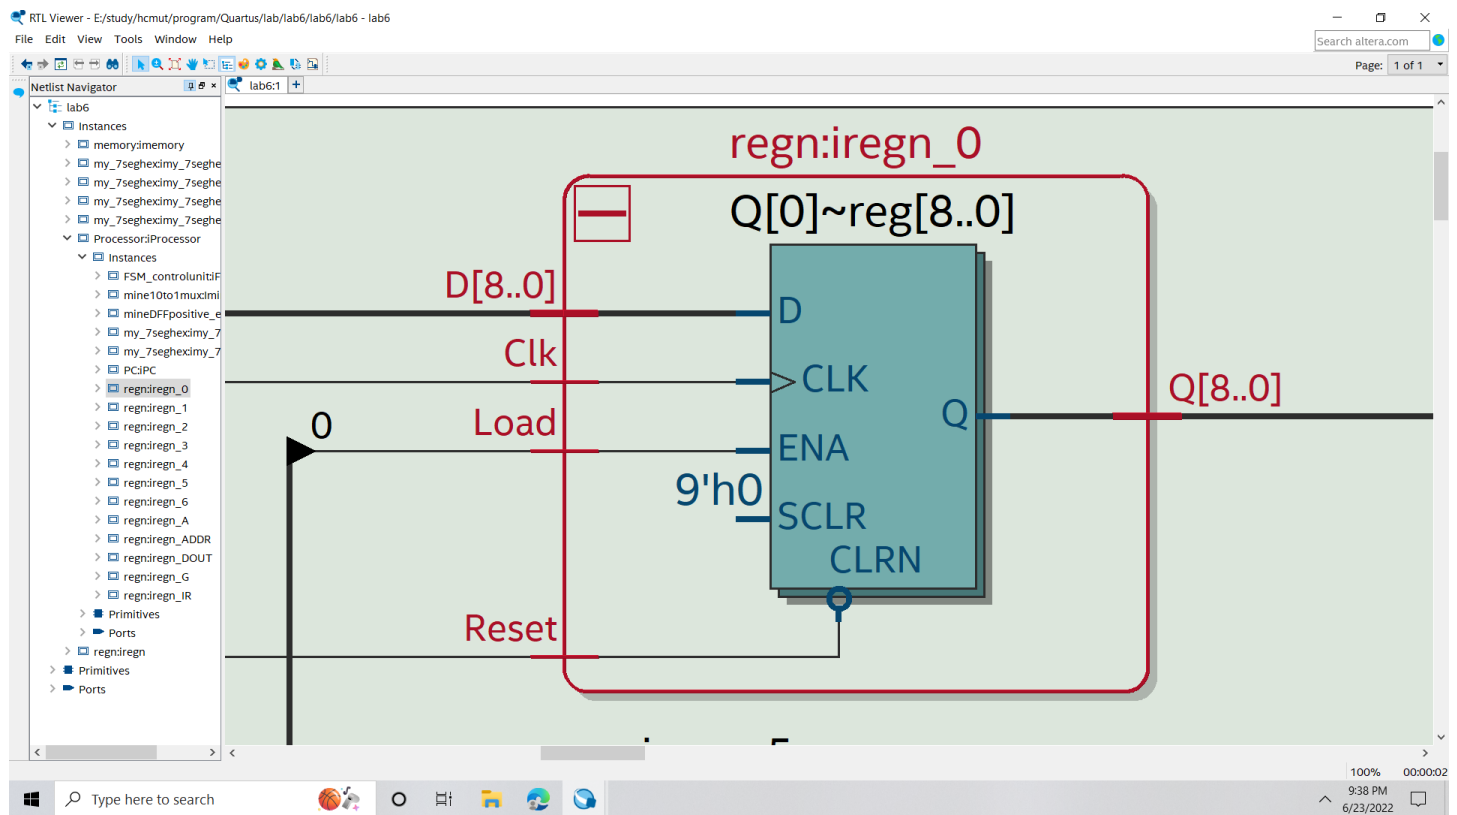 RTL Viewer - E:/study/hcmut/program/Quartus/lab/lab6/lab6/lab6 - lab6
File Edit View Tools Window Help
Search altera.com
Page: 1 of 1
Netlist Navigator
lab6:1
lab6
Instances
memory:imemory
my_7seghex:imy_7seghe
my_7seghex:imy_7seghe
my_7seghex:imy_7seghe
my_7seghex:imy_7seghe
Processor:iProcessor
Instances
FSM_controlunit:iF
mine10to1mux:imi
mineDFFpositive_e
my_7seghex:imy_7
my_7seghex:imy_7
PC:iPC
regn:iregn_0
regn:iregn_1
regn:iregn_2
regn:iregn_3
regn:iregn_4
regn:iregn_5
regn:iregn_6
regn:iregn_A
regn:iregn_ADDR
regn:iregn_DOUT
regn:iregn_G
regn:iregn_IR
Primitives
Ports
regn:iregn
Primitives
Ports
regn:iregn_0
Q[0]~reg[8..0]
D[8..0]
D
Clk
CLK
Q[8..0]
Q
0
Load
ENA
9'h0
SCLR
CLRN
Reset
100% 00:00:02
Type here to search
9:38 PM
6/23/2022